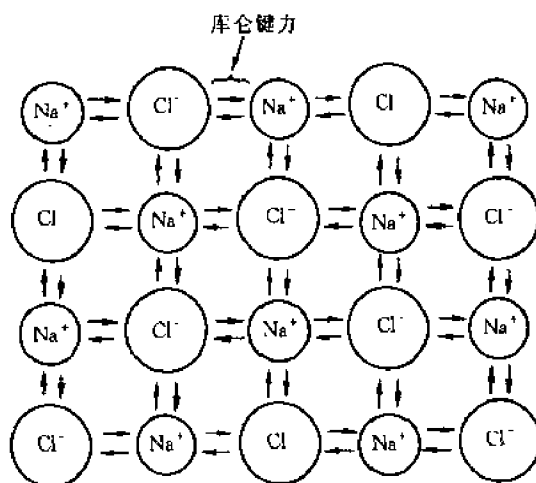 库仑键力
Na⁺ Cl⁻ Na⁺ Cl Na⁺
Cl Na⁺ Cl⁻ Na⁺ Cl⁻
Na⁺ Cl⁻ Na⁺ Cl⁻ Na⁺
Cl⁻ Na⁺ Cl Na⁺ Cl⁻